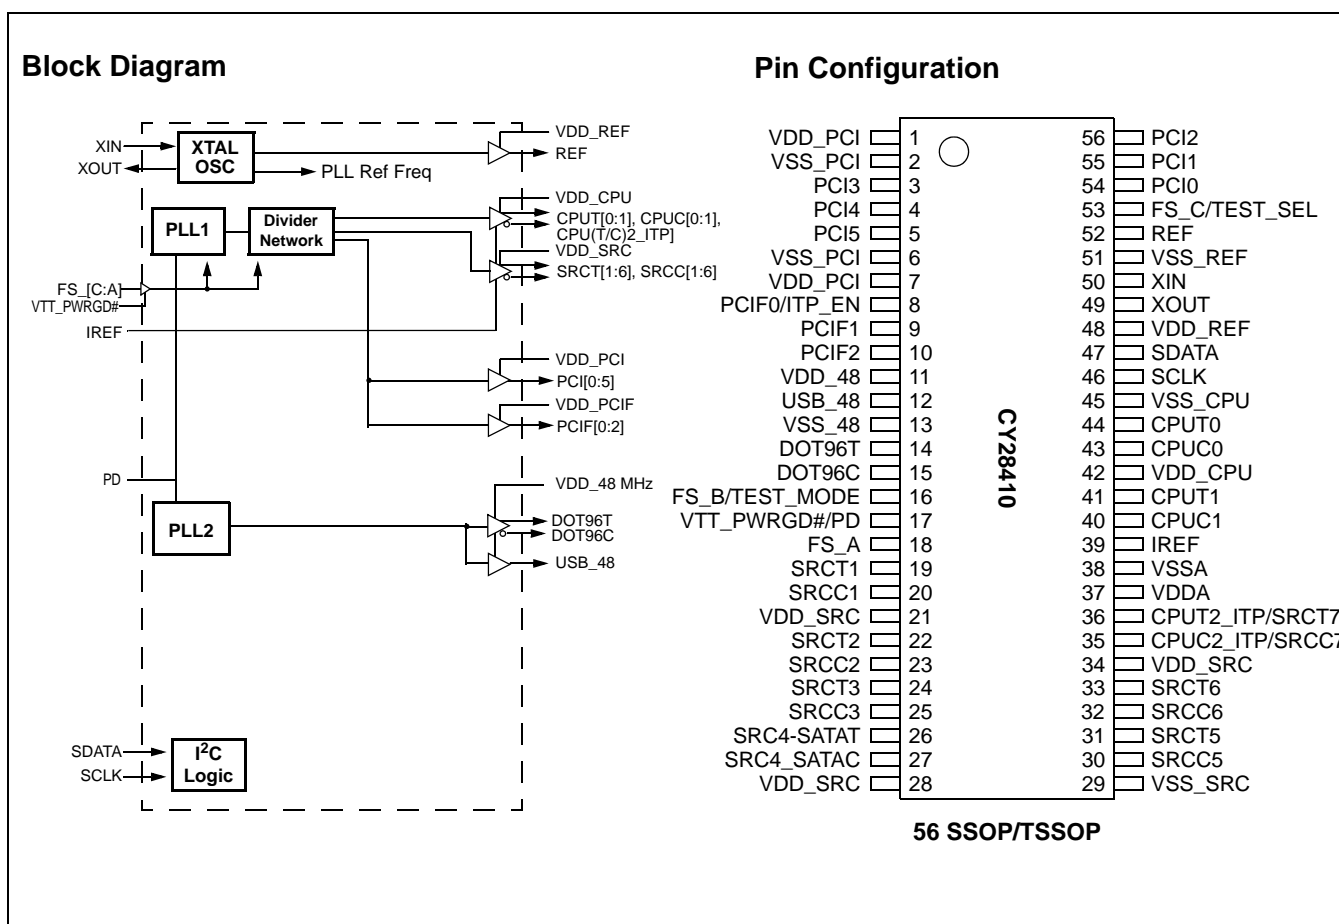 Block Diagram
XIN
XOUT
XTAL
OSC
VDD_REF
REF
PLL Ref Freq
PLL1
Divider
Network
VDD_CPU
CPUT[0:1], CPUC[0:1],
CPU(T/C)2_ITP]
VDD_SRC
SRCT[1:6], SRCC[1:6]
FS_[C:A]
VTT_PWRGD#
IREF
VDD_PCI
PCI[0:5]
VDD_PCIF
PCIF[0:2]
PD
PLL2
VDD_48 MHz
DOT96T
DOT96C
USB_48
SDATA
SCLK
I2C
Logic
Pin Configuration
VDD_PCI 1 56 PCI2
VSS_PCI 2 55 PCI1
PCI3 3 54 PCI0
PCI4 4 53 FS_C/TEST_SEL
PCI5 5 52 REF
VSS_PCI 6 51 VSS_REF
VDD_PCI 7 50 XIN
PCIF0/ITP_EN 8 49 XOUT
PCIF1 9 48 VDD_REF
PCIF2 10 47 SDATA
VDD_48 11 46 SCLK
USB_48 12 45 VSS_CPU
VSS_48 13 44 CPUT0
DOT96T 14 43 CPUC0
DOT96C 15 42 VDD_CPU
FS_B/TEST_MODE 16 41 CPUT1
VTT_PWRGD#/PD 17 40 CPUC1
FS_A 18 39 IREF
SRCT1 19 38 VSSA
SRCC1 20 37 VDDA
VDD_SRC 21 36 CPUT2_ITP/SRCT7
SRCT2 22 35 CPUC2_ITP/SRCC7
SRCC2 23 34 VDD_SRC
SRCT3 24 33 SRCT6
SRCC3 25 32 SRCC6
SRC4-SATAT 26 31 SRCT5
SRC4_SATAC 27 30 SRCC5
VDD_SRC 28 29 VSS_SRC
CY28410
56 SSOP/TSSOP